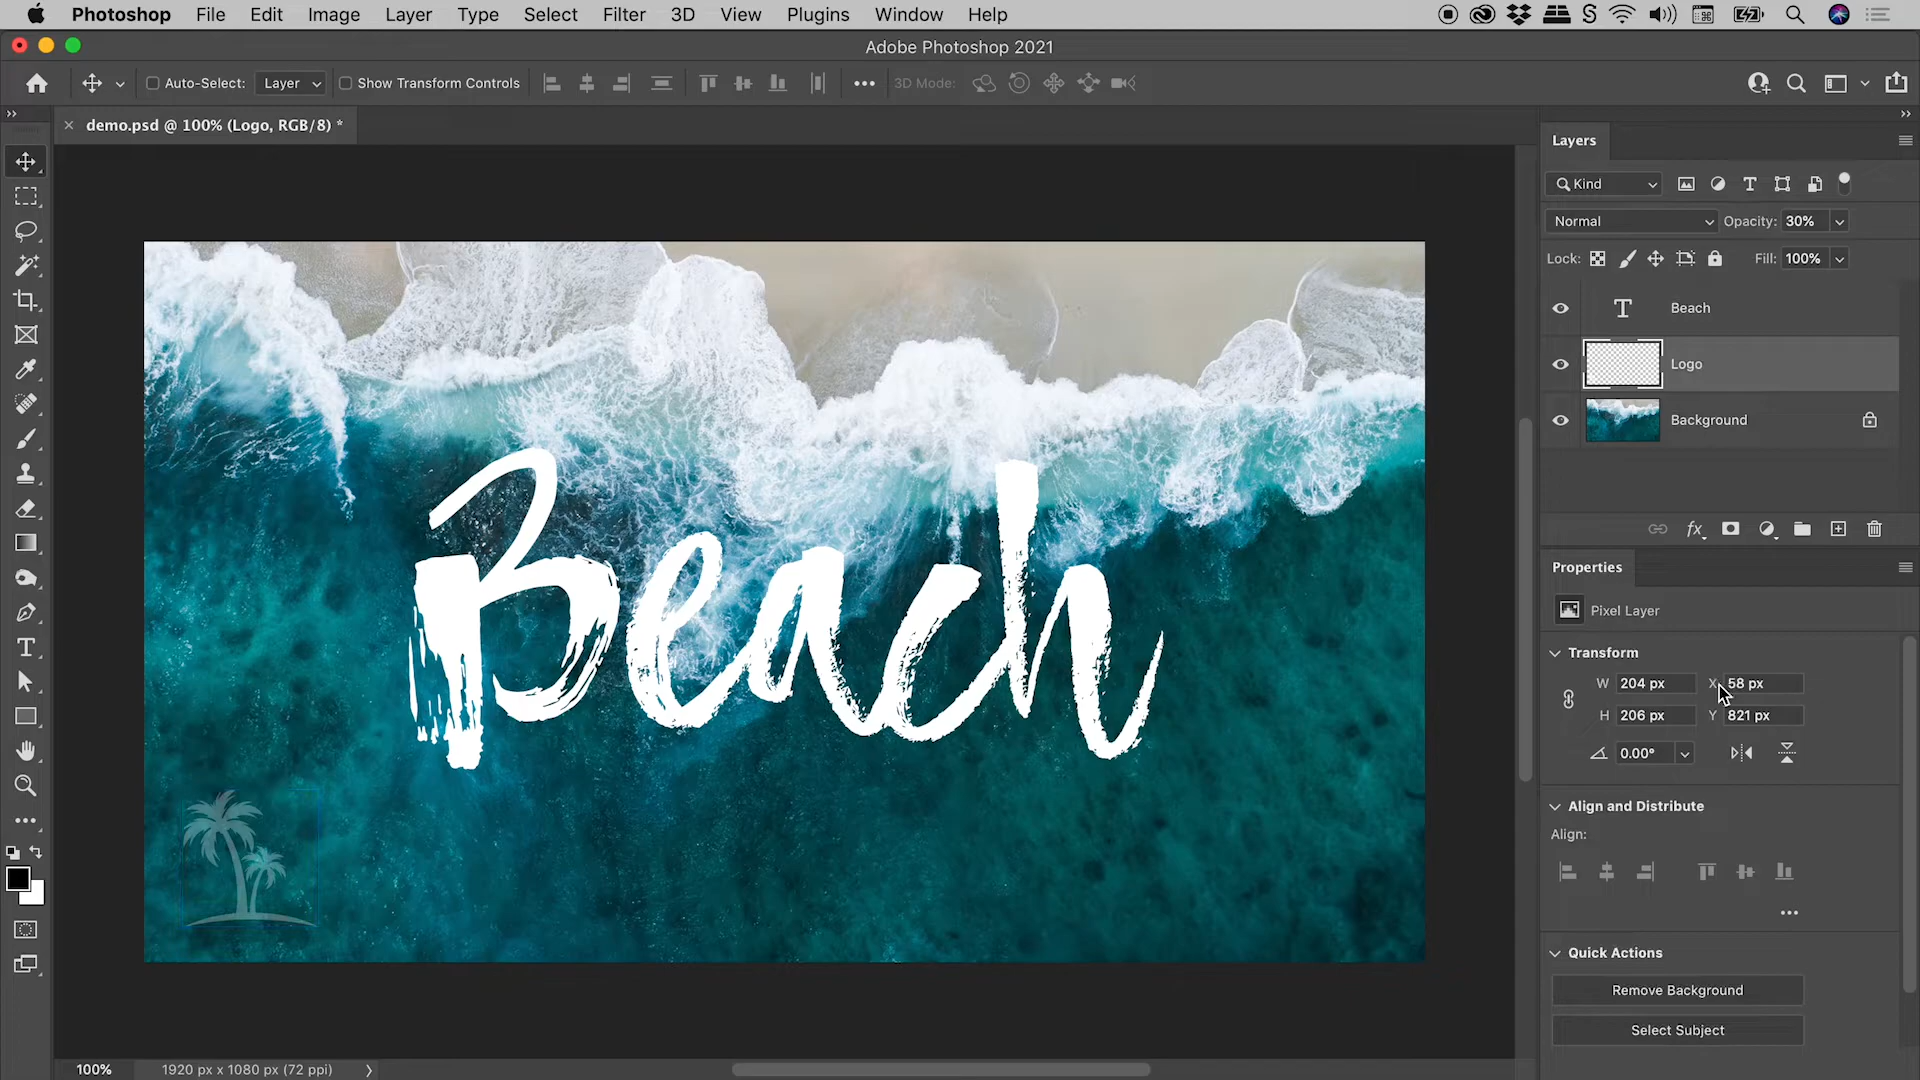 Photoshop File Edit Image Layer Type Select Filter 3D View Plugins Window Help
Adobe Photoshop 2021
Auto-Select: Layer Show Transform Controls 3D Mode:
demo.psd @ 100% (Logo, RGB/8) *
Layers
Kind
Normal Opacity: 30%
Lock: Fill: 100%
Beach
Logo
Background
Beach
Properties
Pixel Layer
Transform
W 204 px X 58 px
H 206 px Y 821 px
0.00°
Align and Distribute
Align:
Quick Actions
Remove Background
Select Subject
100% 1920 px x 1080 px (72 ppi)